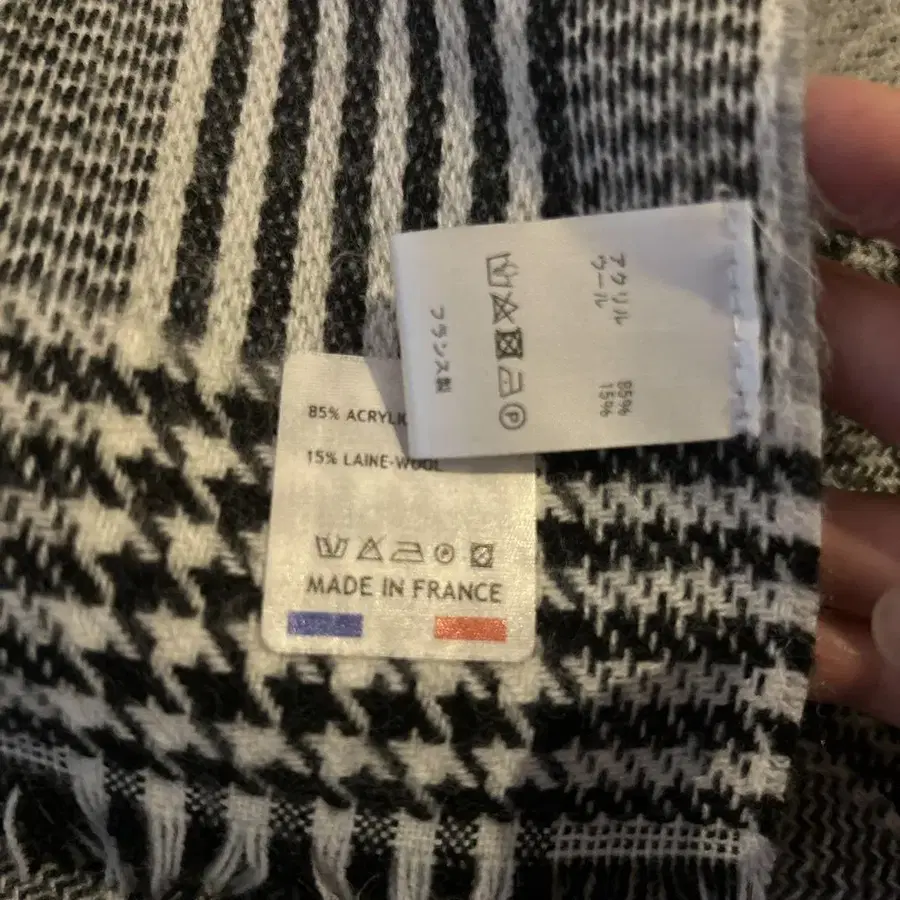 アクリル 85%
ウール 15%
フランス製
85% ACRYLI
15% LAINE-WOOL
P
MADE IN FRANCE